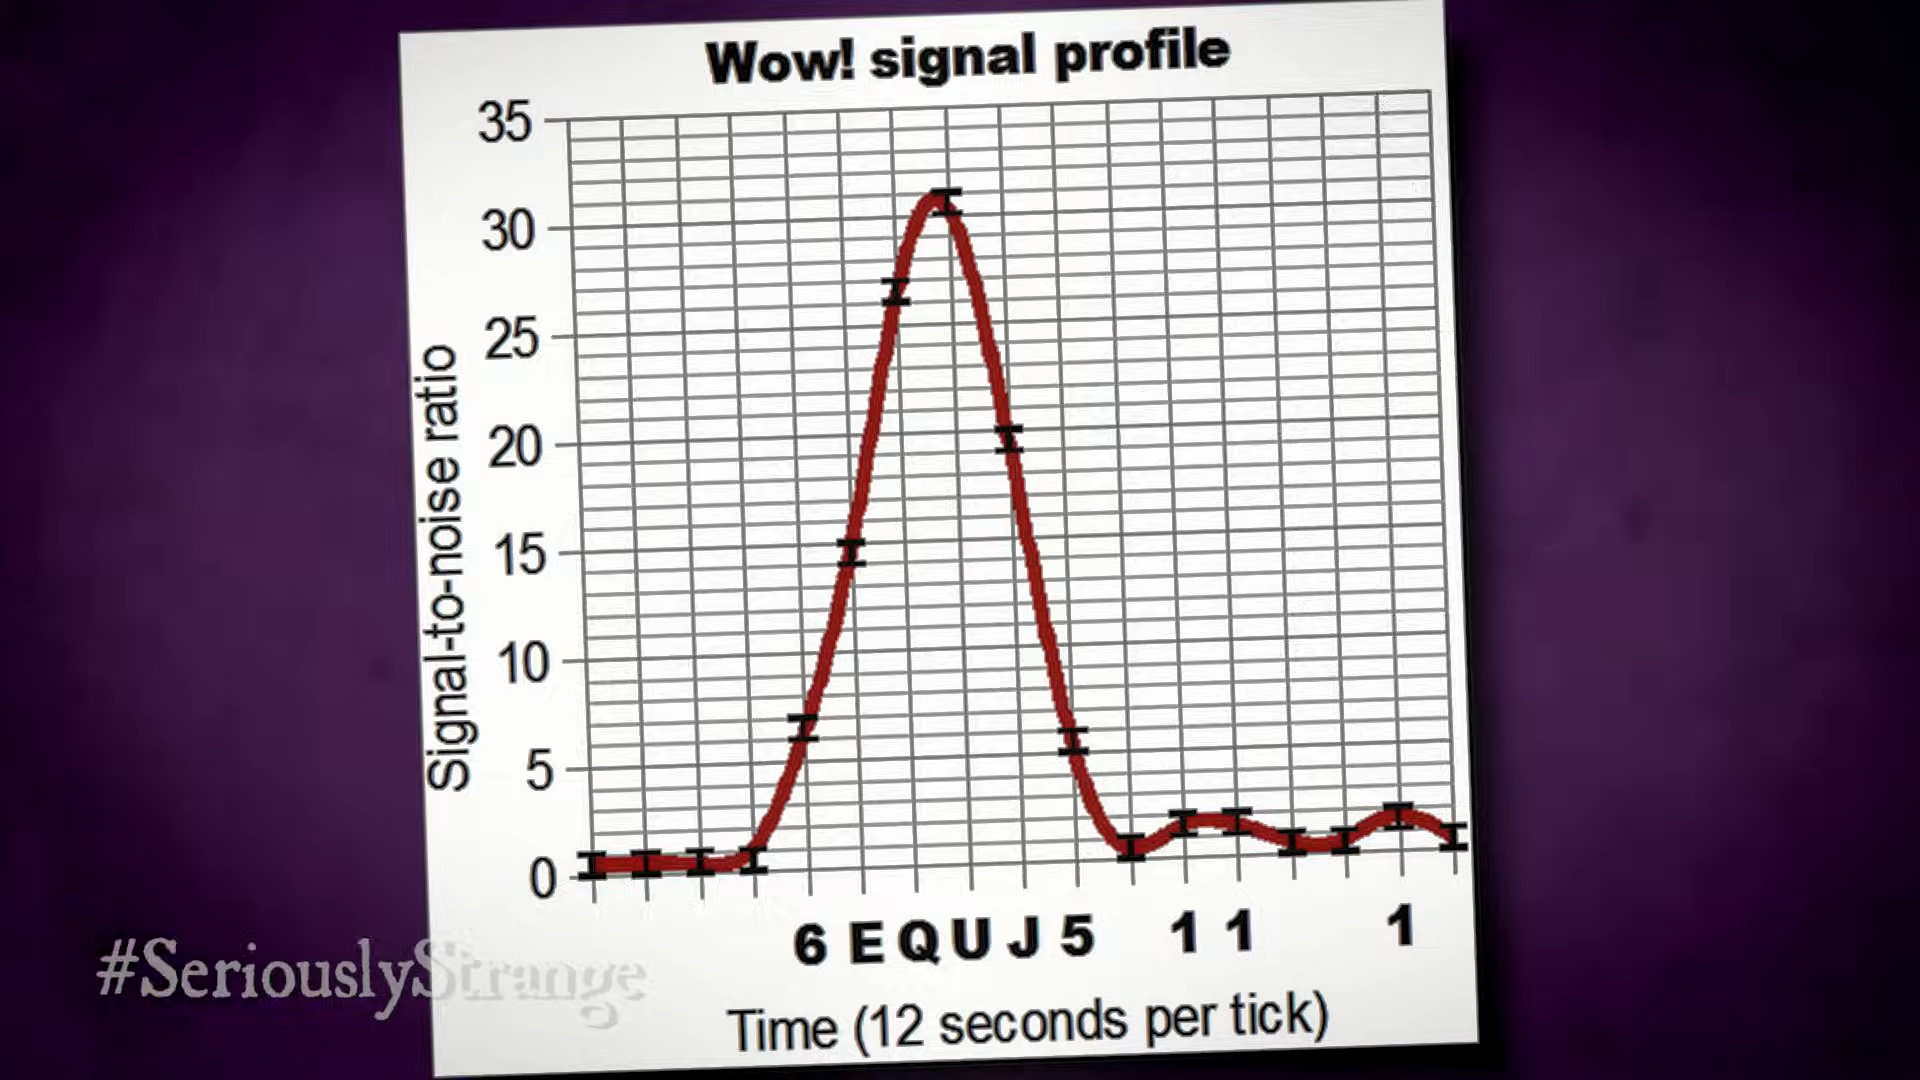 Wow! signal profile
35
30
25
20
15
10
5
0
Signal-to-noise ratio
6 E Q U J 5 1 1 1
Time (12 seconds per tick)
#SeriouslyStrange